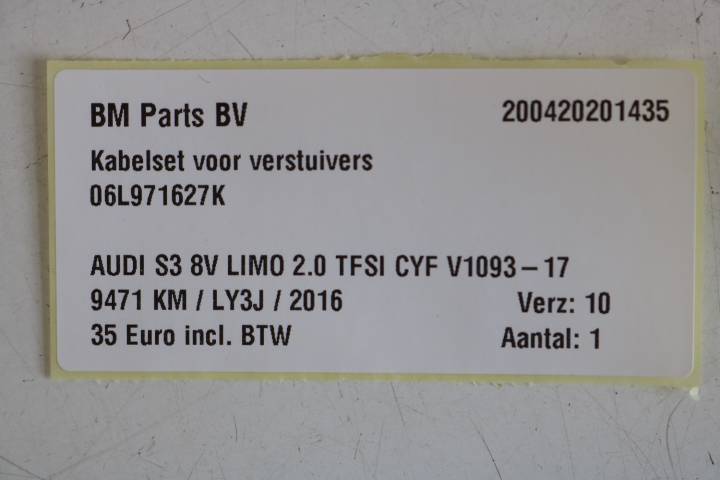 BM Parts BV 200420201435
Kabelset voor verstuivers
06L971627K
AUDI S3 8V LIMO 2.0 TFSI CYF V1093-17
9471 KM / LY3J / 2016 Verz: 10
35 Euro incl. BTW Aantal: 1